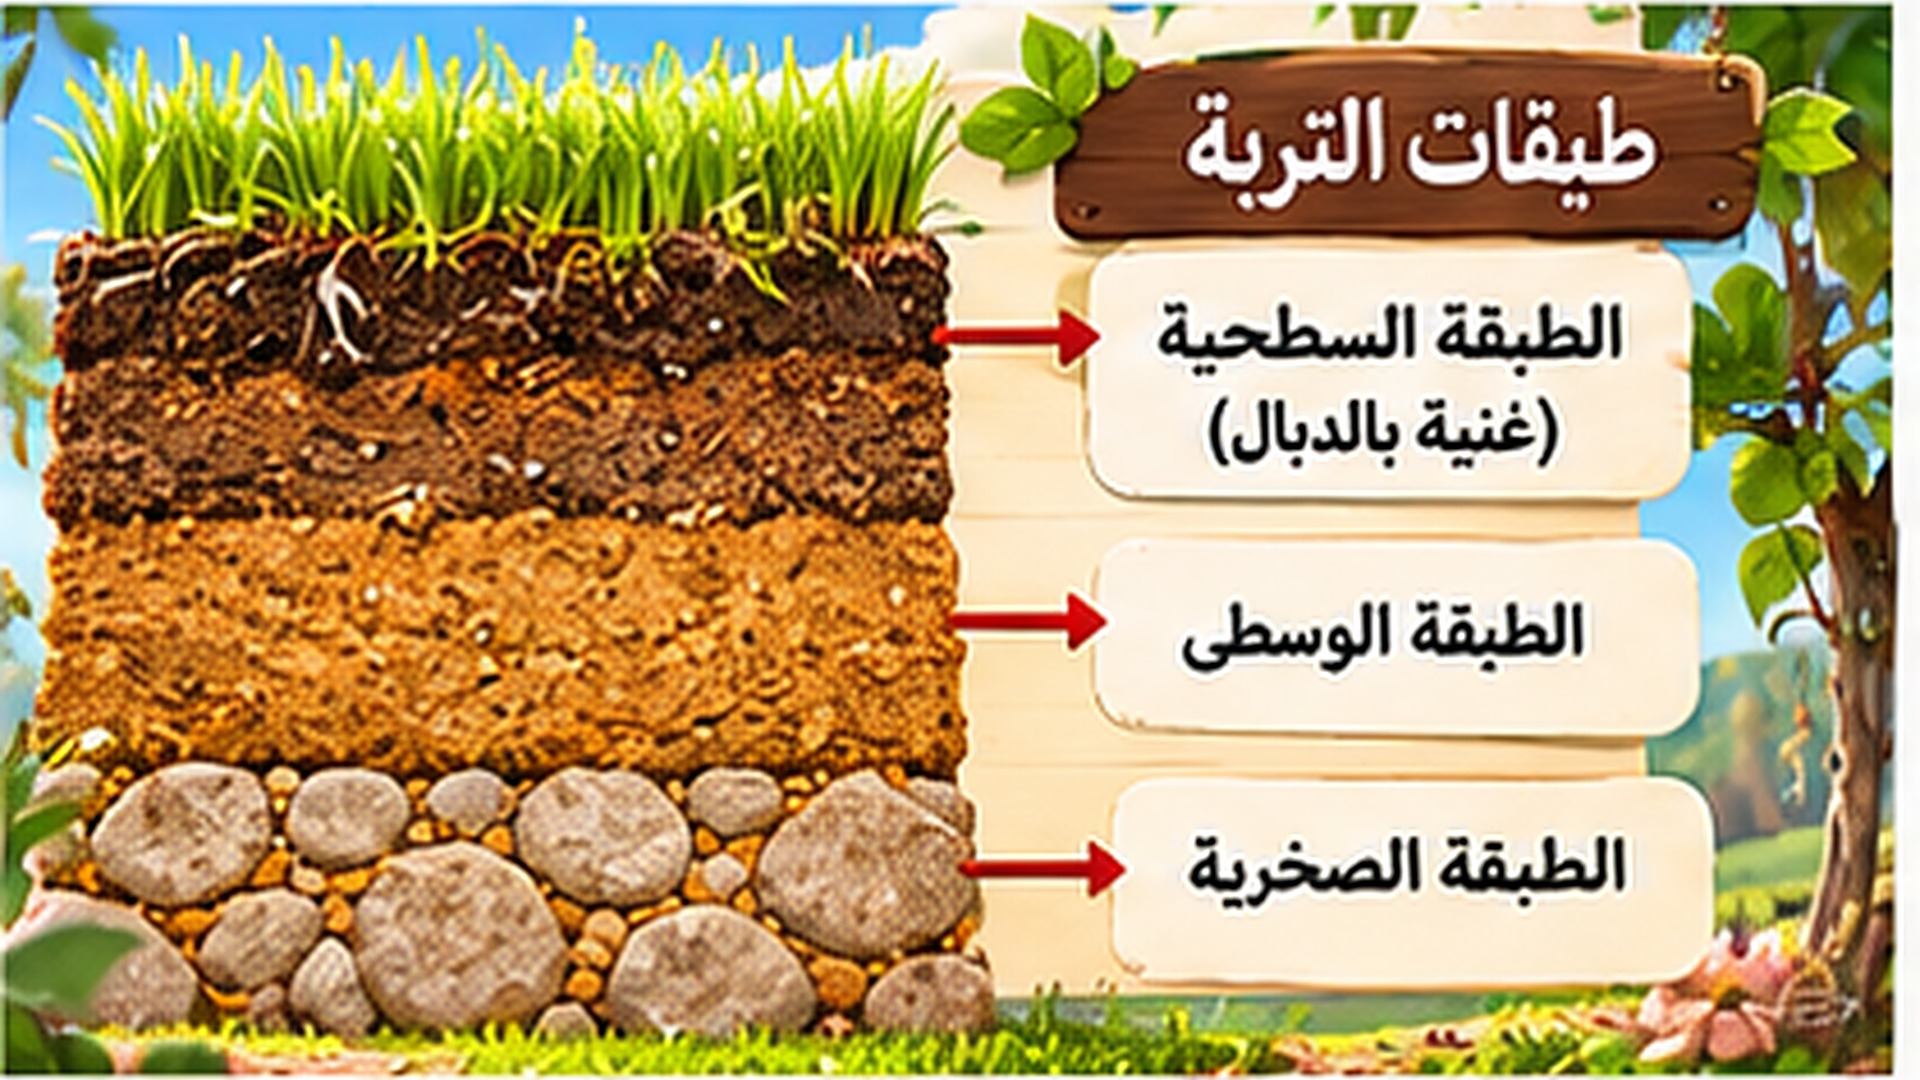 طبقات التربة
الطبقة السطحية
(غنية بالدبال)
الطبقة الوسطى
الطبقة الصخرية